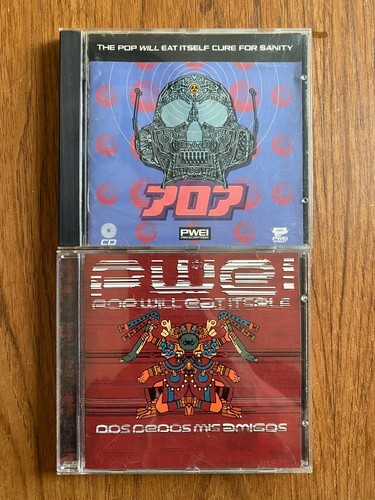 THE POP WILL EAT ITSELF CURE FOR SANITY
PWEI
CD
PWEI
PWEI
POP WILL EAT ITSELF
DOS DEDOS MIS AMIGOS